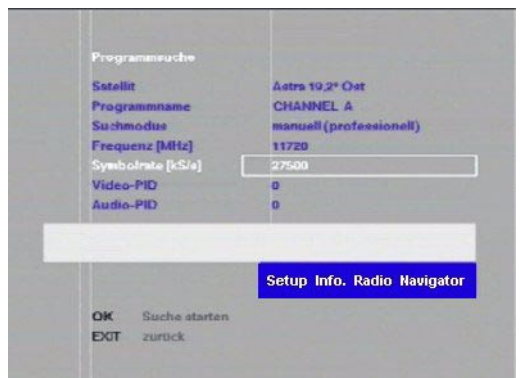 Programmsuche
Satellit Astra 19,2° Ost
Programmname CHANNEL A
Suchmodus manuell (professionell)
Frequenz [MHz] 11720
Symbolrate [kS/s] 27500
Video-PID 0
Audio-PID 0
Setup Info. Radio Navigator
OK Suche starten
EXIT zurück